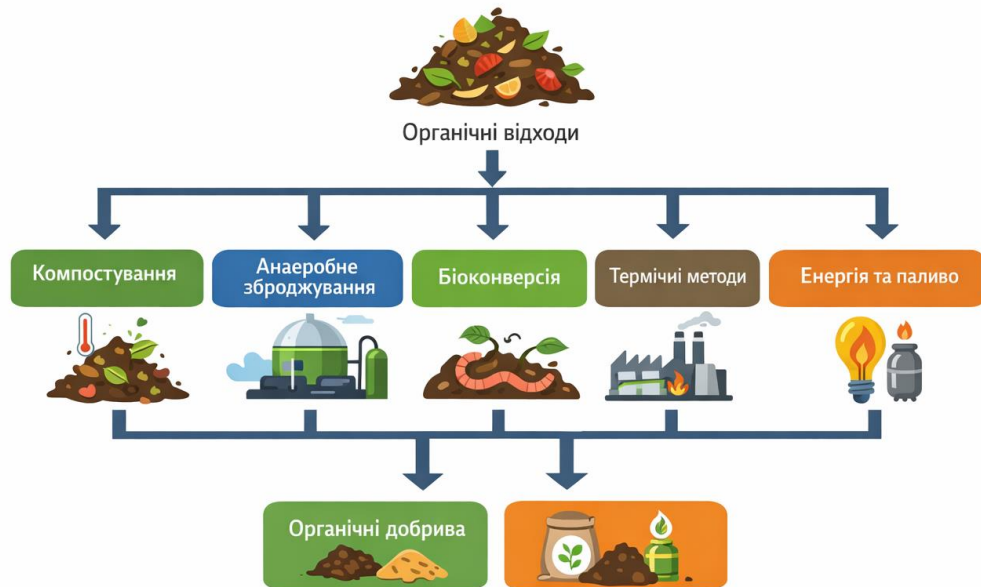 Органічні відходи
Компостування
Анаеробне
зброджування
Біоконверсія
Термічні методи
Енергія та паливо
Органічні добрива